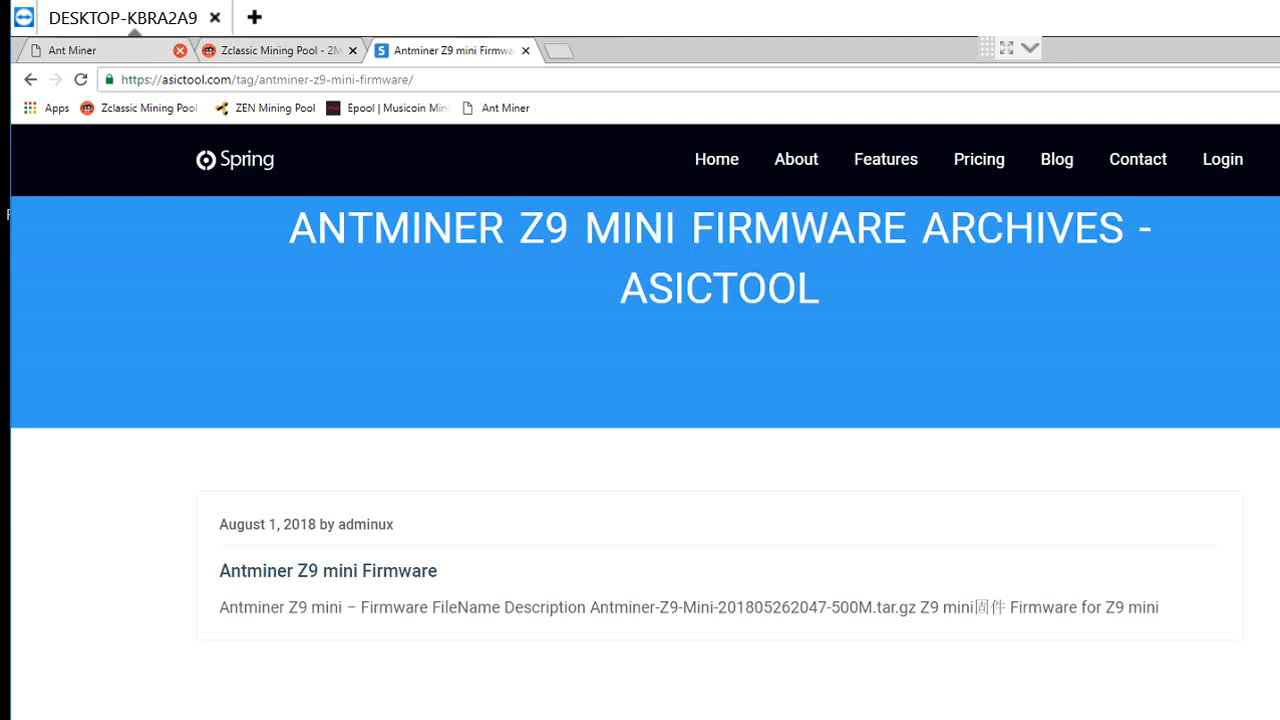 DESKTOP-KBRA2A9
Ant Miner
Zclassic Mining Pool - 2M
Antminer Z9 mini Firmwa
https://asictool.com/tag/antminer-z9-mini-firmware/
Apps
Zclassic Mining Pool
ZEN Mining Pool
Epool | Musicoin Min
Ant Miner
Spring
Home
About
Features
Pricing
Blog
Contact
Login
ANTMINER Z9 MINI FIRMWARE ARCHIVES -
ASICTOOL
August 1, 2018 by adminux
Antminer Z9 mini Firmware
Antminer Z9 mini – Firmware FileName Description Antminer-Z9-Mini-201805262047-500M.tar.gz Z9 mini固件 Firmware for Z9 mini